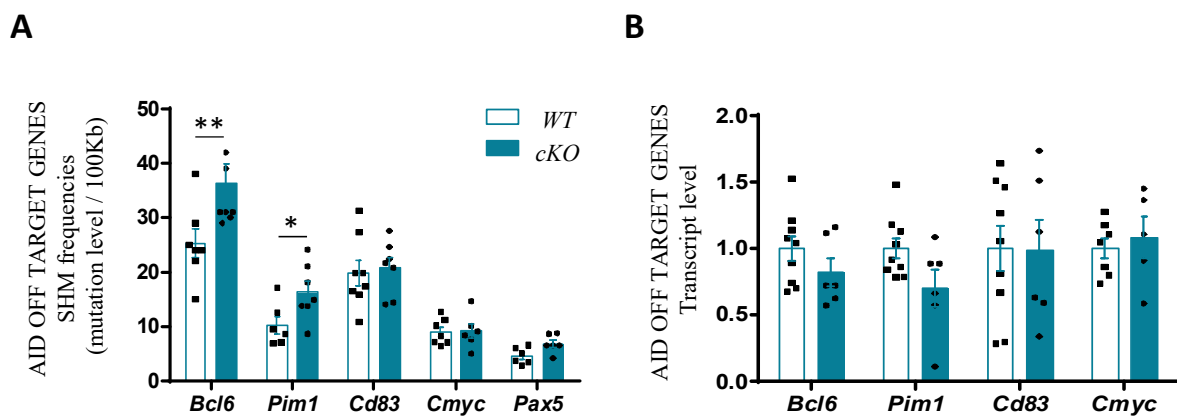 A
AID OFF TARGET GENES
SHM frequencies
(mutation level / 100Kb)
50
40
30
20
10
0
**
*
WT
cKO
Bcl6 Pim1 Cd83 Cmyc Pax5
B
AID OFF TARGET GENES
Transcript level
2.0
1.5
1.0
0.5
0.0
Bcl6 Pim1 Cd83 Cmyc